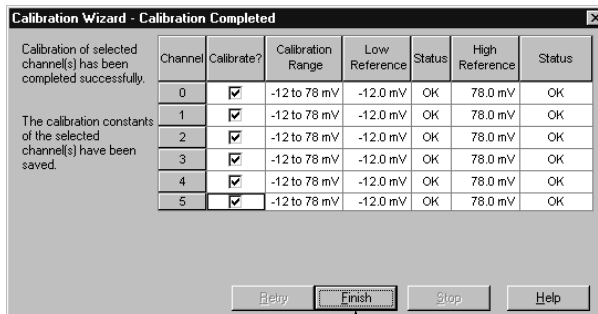 Calibration Wizard - Calibration Completed
Calibration of selected
channel(s) has been
completed successfully.
The calibration constants
of the selected
channel(s) have been
saved.
Channel Calibrate? Calibration Range Low Reference Status High Reference Status
0 -12 to 78 mV -12.0 mV OK 78.0 mV OK
1 -12 to 78 mV -12.0 mV OK 78.0 mV OK
2 -12 to 78 mV -12.0 mV OK 78.0 mV OK
3 -12 to 78 mV -12.0 mV OK 78.0 mV OK
4 -12 to 78 mV -12.0 mV OK 78.0 mV OK
5 -12 to 78 mV -12.0 mV OK 78.0 mV OK
Retry Finish Stop Help